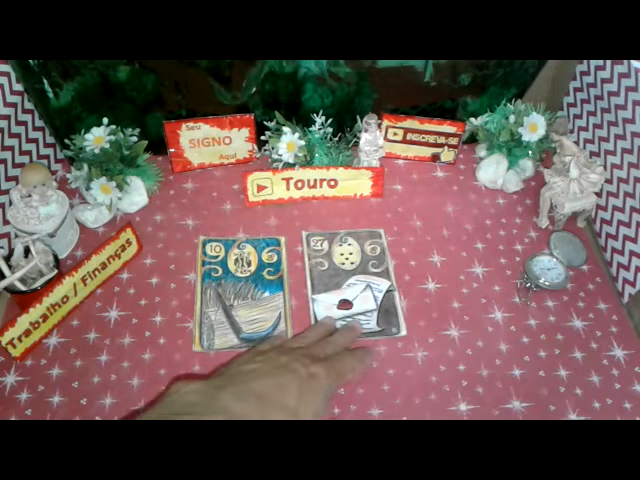 Seu
SIGNO
Aqui
INSCREVA-SE
Touro
Trabalho / Finanças
10
27